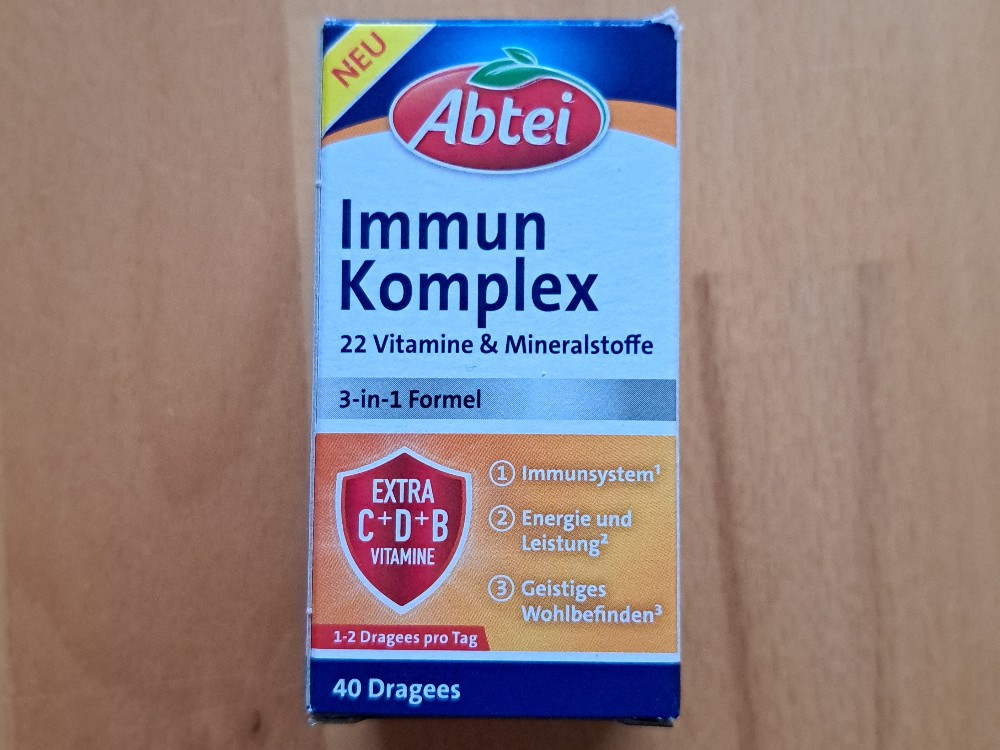 NEU
Abtei
Immun
Komplex
22 Vitamine & Mineralstoffe
3-in-1 Formel
EXTRA
C+D+B
VITAMINE
1 Immunsystem¹
2 Energie und
Leistung²
3 Geistiges
Wohlbefinden³
1-2 Dragees pro Tag
40 Dragees